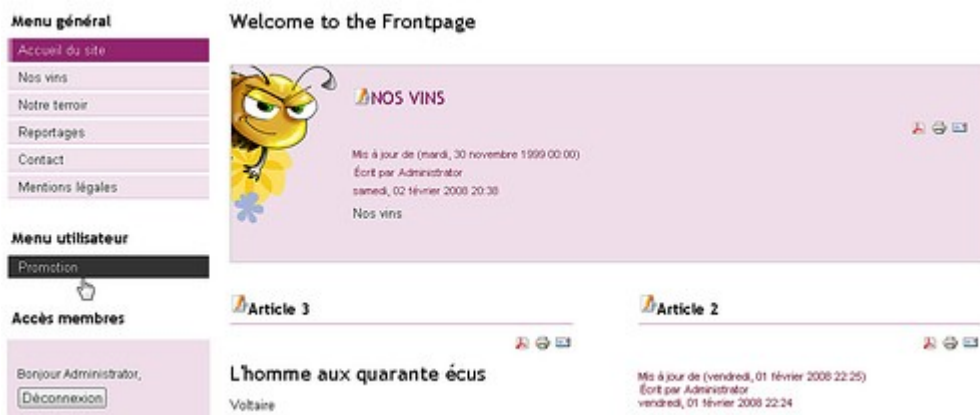 Menu général
Accueil du site
Nos vins
Notre terroir
Reportages
Contact
Mentions légales
Menu utilisateur
Promotion
Accès membres
Bonjour Administrator,
Déconnexion
Welcome to the Frontpage
NOS VINS
Mis à jour de (mardi, 30 novembre 1999 00:00)
Écrit par Administrator
samedi, 02 février 2008 20:38
Nos vins
Article 3
L'homme aux quarante écus
Voltaire
Article 2
Mis à jour de (vendredi, 01 février 2008 22:25)
Écrit par Administrator
vendredi, 01 février 2008 22:24